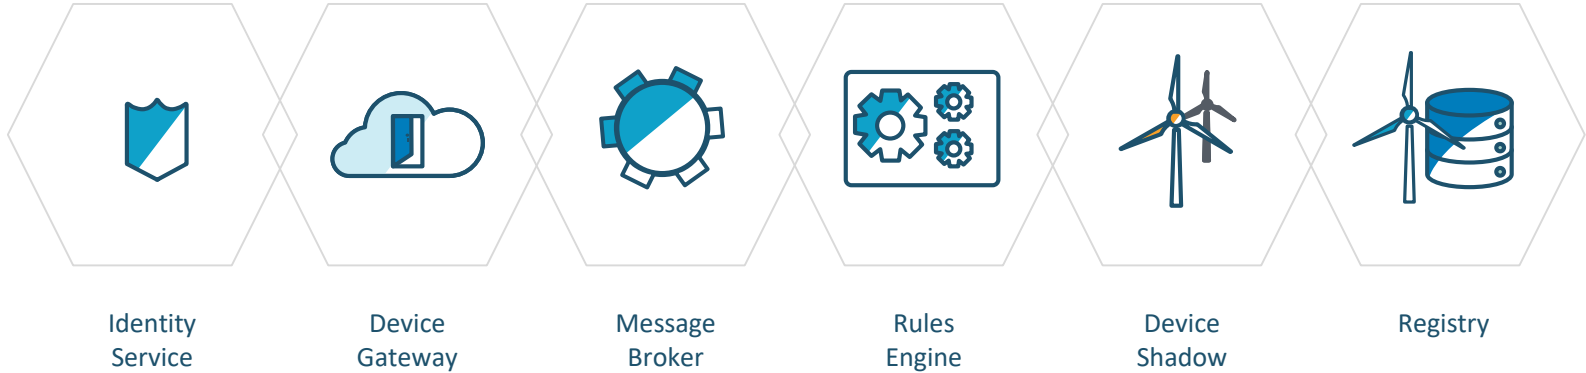 Identity
Service
Device
Gateway
Message
Broker
Rules
Engine
Device
Shadow
Registry